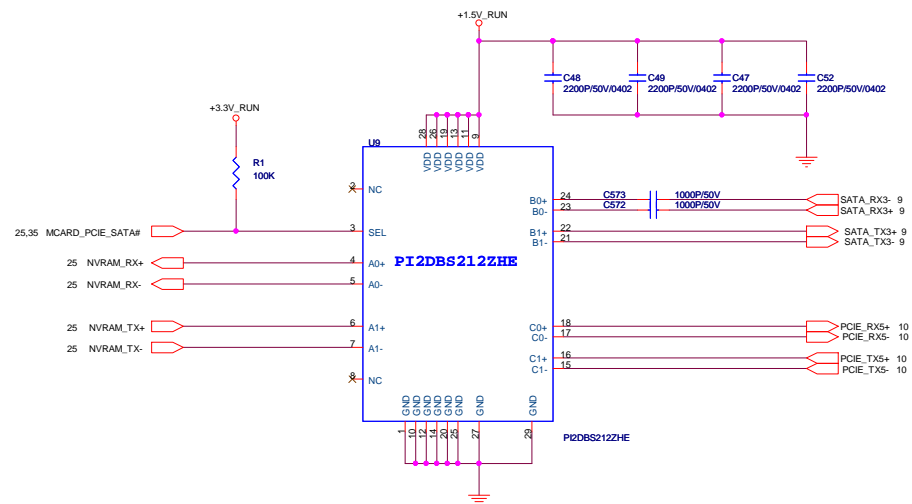 +1.5V_RUN
C48
2200P/50V/0402
C49
2200P/50V/0402
C47
2200P/50V/0402
C52
2200P/50V/0402
+3.3V_RUN
R1
100K
U9
28 26 19 13 11 9
VDD VDD VDD VDD VDD VDD
2 NC
25,35 MCARD_PCIE_SATA# 3 SEL
25 NVRAM_RX+ 4 A0+
25 NVRAM_RX- 5 A0-
25 NVRAM_TX+ 6 A1+
25 NVRAM_TX- 7 A1-
8 NC
PI2DBS212ZHE
B0+ 24 C573 1000P/50V SATA_RX3- 9
B0- 23 C572 1000P/50V SATA_RX3+ 9
B1+ 22 SATA_TX3+ 9
B1- 21 SATA_TX3- 9
C0+ 18 PCIE_RX5+ 10
C0- 17 PCIE_RX5- 10
C1+ 16 PCIE_TX5+ 10
C1- 15 PCIE_TX5- 10
GND GND GND GND GND GND GND GND
1 10 12 14 20 25 27 29
PI2DBS212ZHE